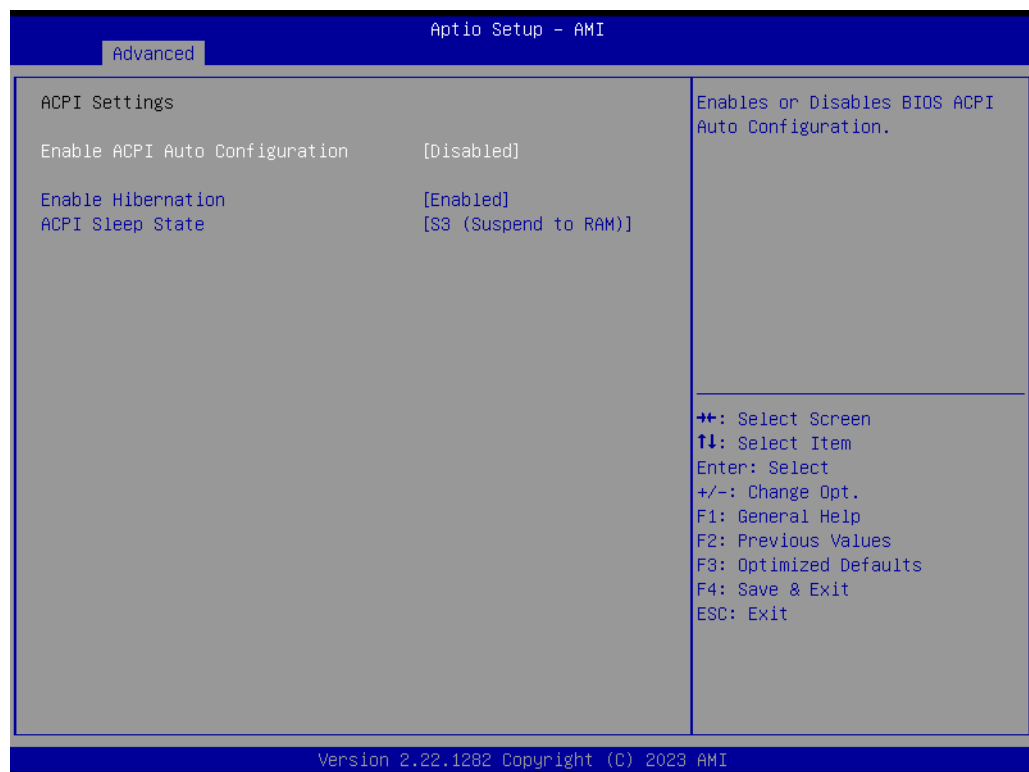 Aptio Setup – AMI
Advanced
ACPI Settings
Enable ACPI Auto Configuration [Disabled]
Enable Hibernation [Enabled]
ACPI Sleep State [S3 (Suspend to RAM)]
Enables or Disables BIOS ACPI
Auto Configuration.
→←: Select Screen
↑↓: Select Item
Enter: Select
+/-: Change Opt.
F1: General Help
F2: Previous Values
F3: Optimized Defaults
F4: Save & Exit
ESC: Exit
Version 2.22.1282 Copyright (C) 2023 AMI